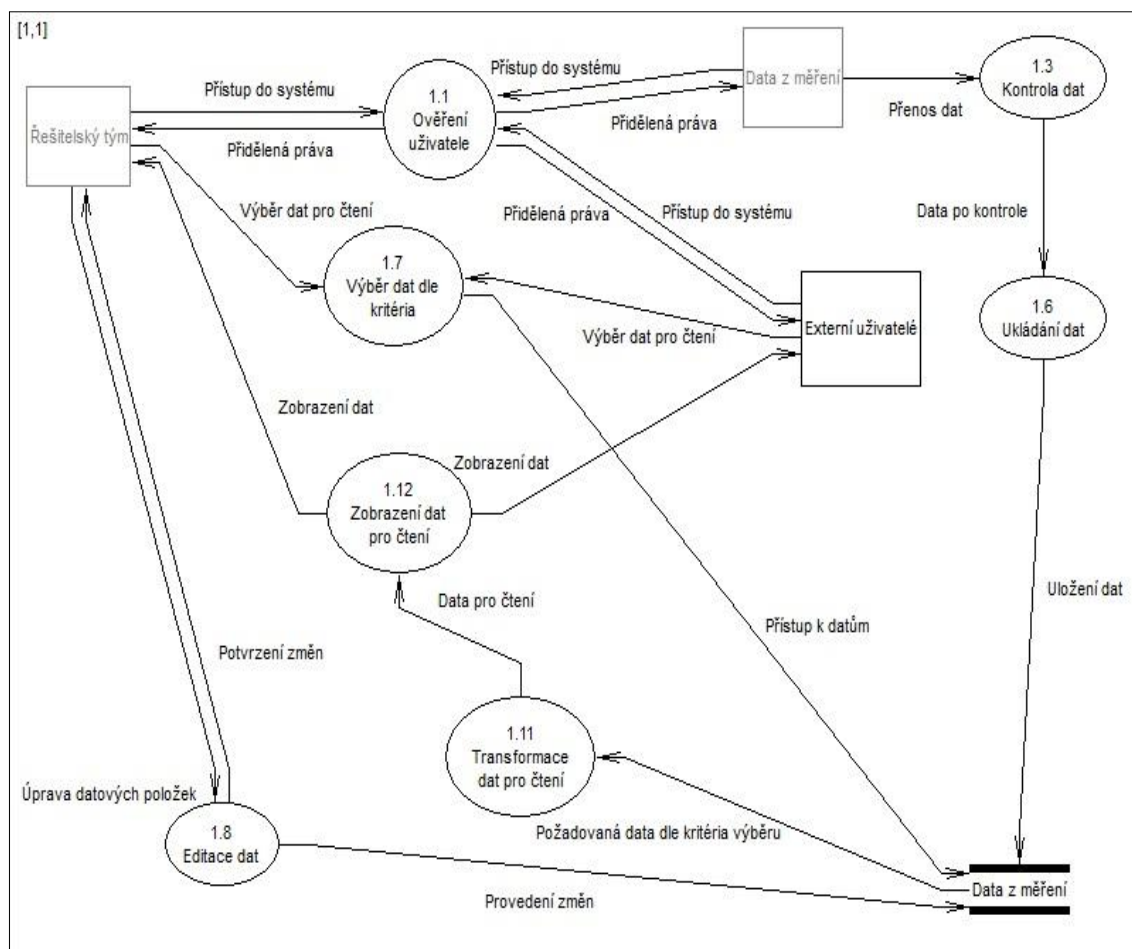 [1,1]
Přístup do systému
Přístup do systému
Data z měření
1.3
Kontrola dat
1.1
Ověření
uživatele
Řešitelský tým
Přidělená práva
Přidělená práva
Přenos dat
Výběr dat pro čtení
Přidělená práva
Přístup do systému
Data po kontrole
1.7
Výběr dat dle
kritéria
1.6
Ukládání dat
Externí uživatelé
Výběr dat pro čtení
Zobrazení dat
Zobrazení dat
1.12
Zobrazení dat
pro čtení
Data pro čtení
Uložení dat
Přístup k datům
Potvrzení změn
1.11
Transformace
dat pro čtení
Úprava datových položek
1.8
Editace dat
Požadovaná data dle kritéria výběru
Data z měření
Provedení změn